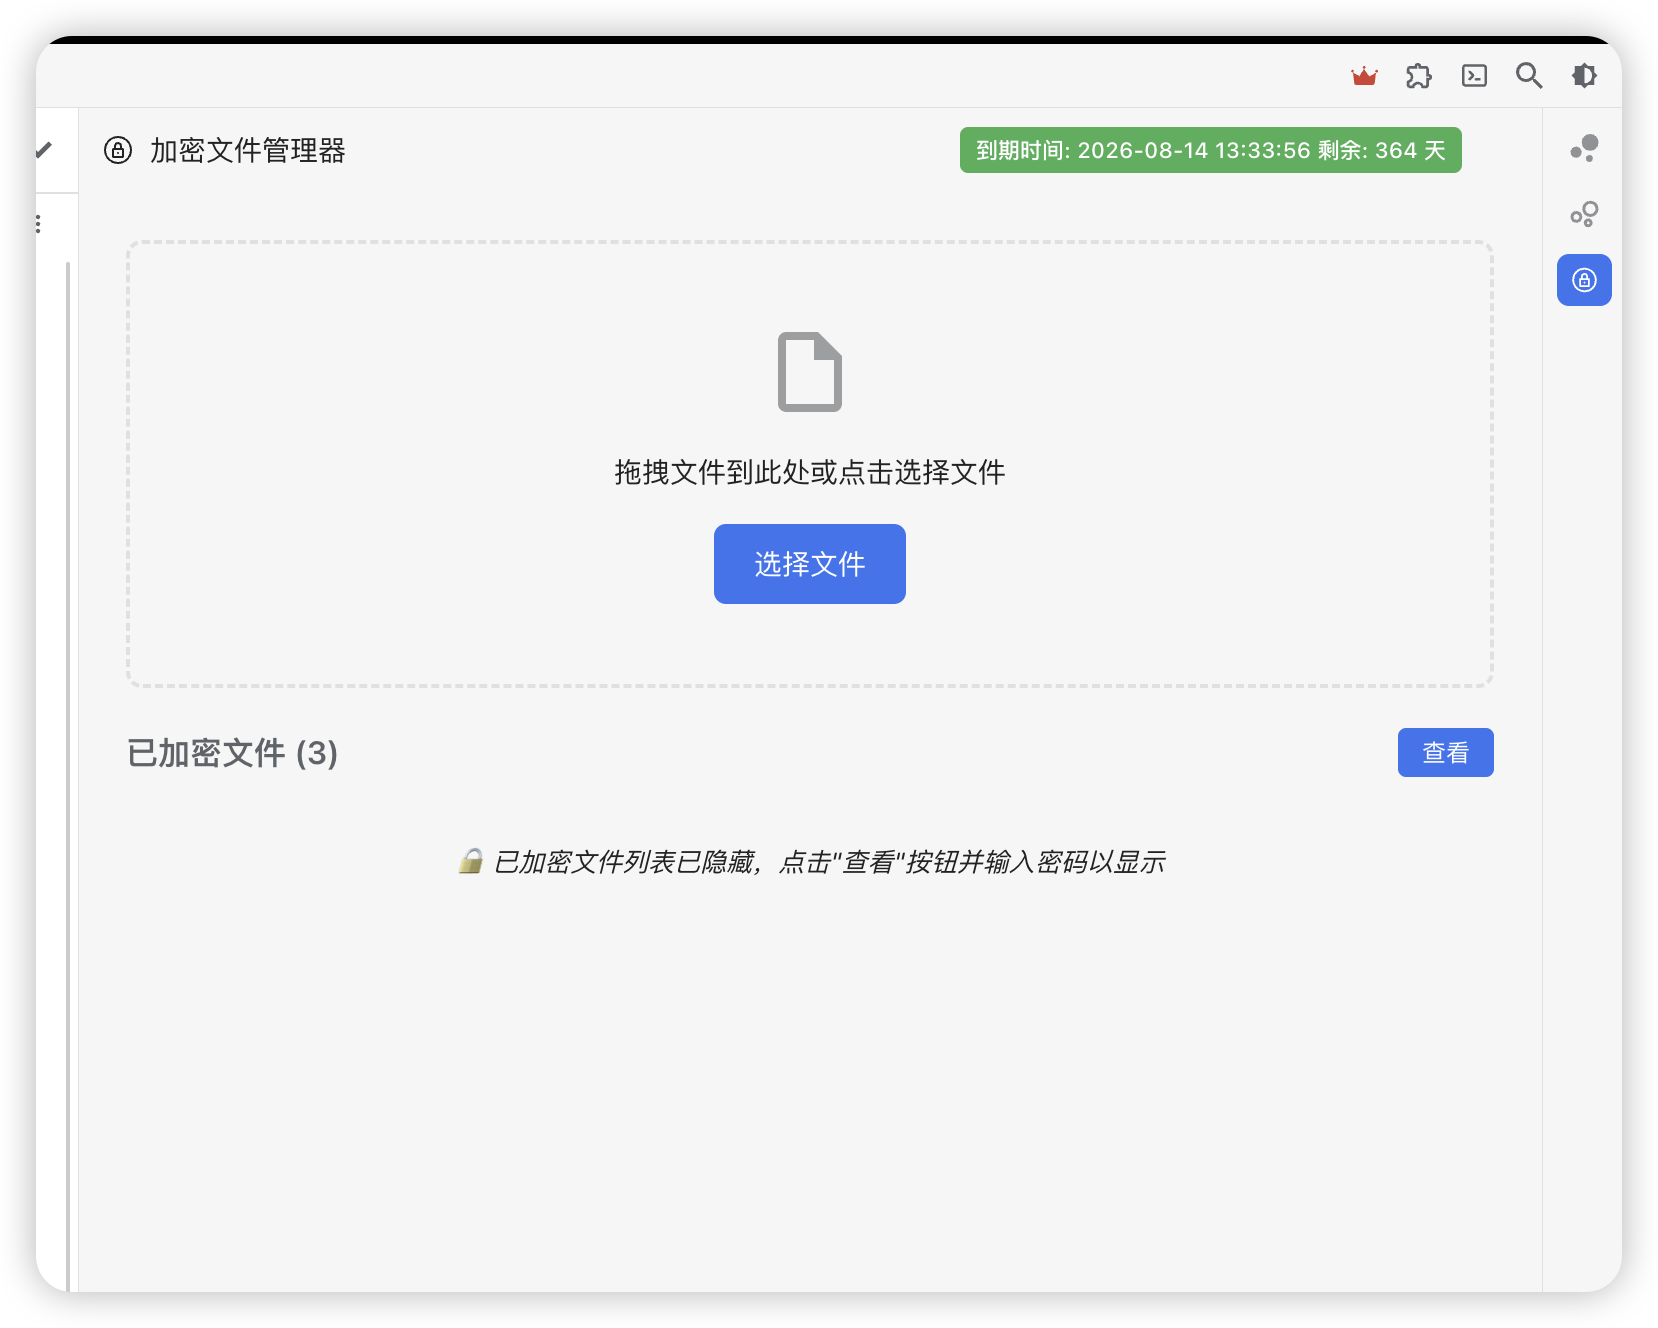 加密文件管理器
到期时间: 2026-08-14 13:33:56 剩余: 364 天
拖拽文件到此处或点击选择文件
选择文件
已加密文件 (3)
查看
🔒 已加密文件列表已隐藏，点击"查看"按钮并输入密码以显示